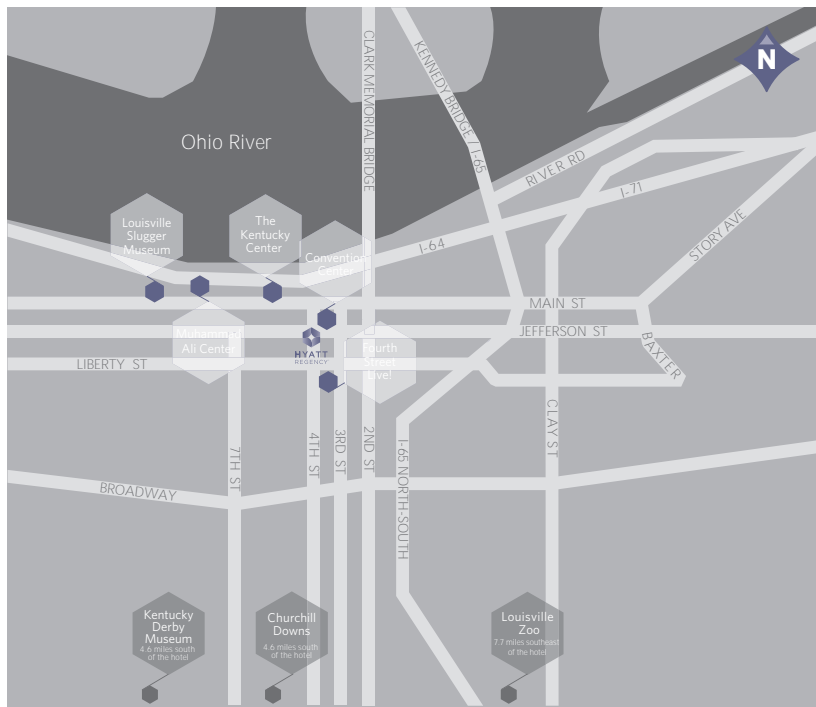 CLARK MEMORIAL BRIDGE
KENNEDY BRIDGE / I-65
N
Ohio River
RIVER RD
I-71
Louisville
Slugger
Museum
The
Kentucky
Center
Convention
Center
I-64
STORY AVE
MAIN ST
JEFFERSON ST
Muhammad
Ali Center
HYATT
REGENCY
Fourth
Street
Live!
BAXTER
LIBERTY ST
CLAY ST
7TH ST
4TH ST
3RD ST
2ND ST
I-65 NORTH-SOUTH
BROADWAY
Kentucky
Derby
Museum
4.6 miles south
of the hotel
Churchill
Downs
4.6 miles south
of the hotel
Louisville
Zoo
7.7 miles southeast
of the hotel